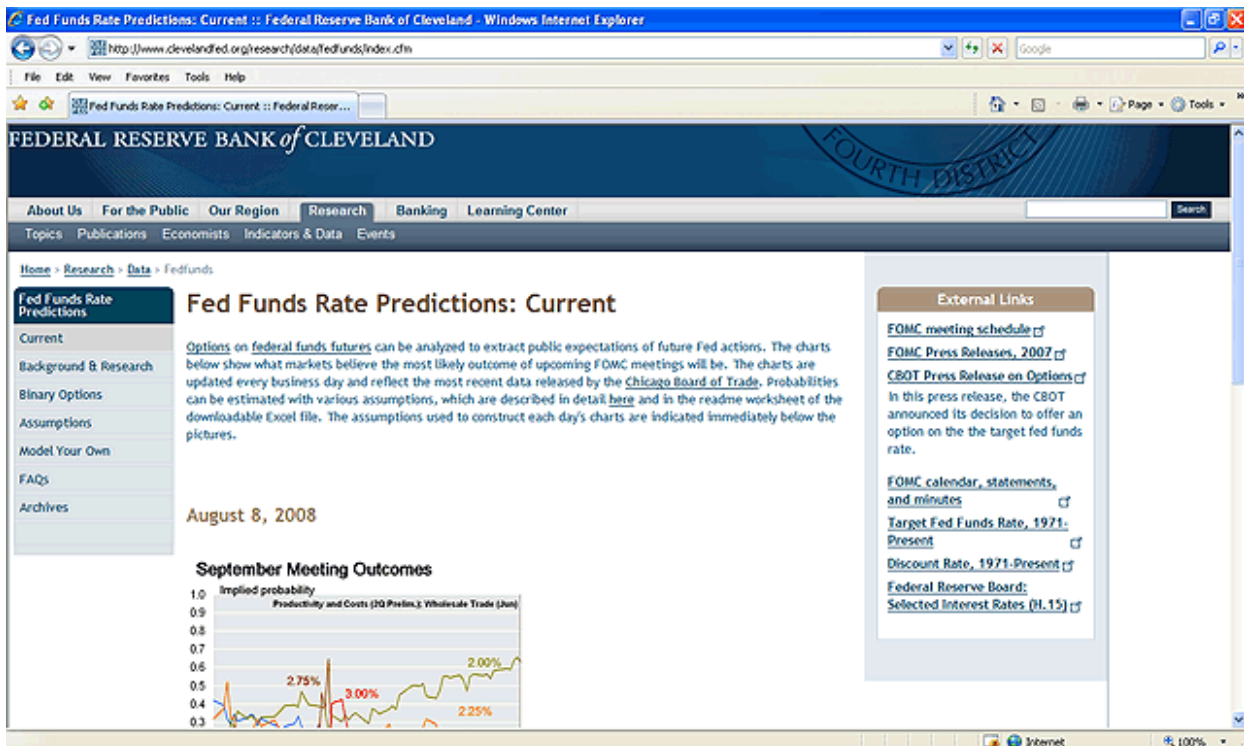 Fed Funds Rate Predictions: Current :: Federal Reserve Bank of Cleveland - Windows Internet Explorer
http://www.clevelandfed.org/research/data/fedfunds/index.cfm
Google
File Edit View Favorites Tools Help
Fed Funds Rate Predictions: Current :: Federal Reser...
Page Tools
FEDERAL RESERVE BANK of CLEVELAND
FOURTH DISTRICT
About Us For the Public Our Region Research Banking Learning Center
Search
Topics Publications Economists Indicators & Data Events
Home > Research > Data > Fedfunds
Fed Funds Rate
Predictions
Current
Background & Research
Binary Options
Assumptions
Model Your Own
FAQs
Archives
Fed Funds Rate Predictions: Current
Options on federal funds futures can be analyzed to extract public expectations of future Fed actions. The charts
below show what markets believe the most likely outcome of upcoming FOMC meetings will be. The charts are
updated every business day and reflect the most recent data released by the Chicago Board of Trade. Probabilities
can be estimated with various assumptions, which are described in detail here and in the readme worksheet of the
downloadable Excel file. The assumptions used to construct each day's charts are indicated immediately below the
pictures.
August 8, 2008
September Meeting Outcomes
Implied probability
Productivity and Costs (2Q Prelim.); Wholesale Trade (Jun)
1.0
0.9
0.8
0.7
0.6
0.5
0.4
0.3
2.00%
2.75%
3.00%
2.25%
External Links
FOMC meeting schedule
FOMC Press Releases, 2007
CBOT Press Release on Options
In this press release, the CBOT
announced its decision to offer an
option on the the target fed funds
rate.
FOMC calendar, statements,
and minutes
Target Fed Funds Rate, 1971-
Present
Discount Rate, 1971-Present
Federal Reserve Board:
Selected Interest Rates (H.15)
Internet
100%